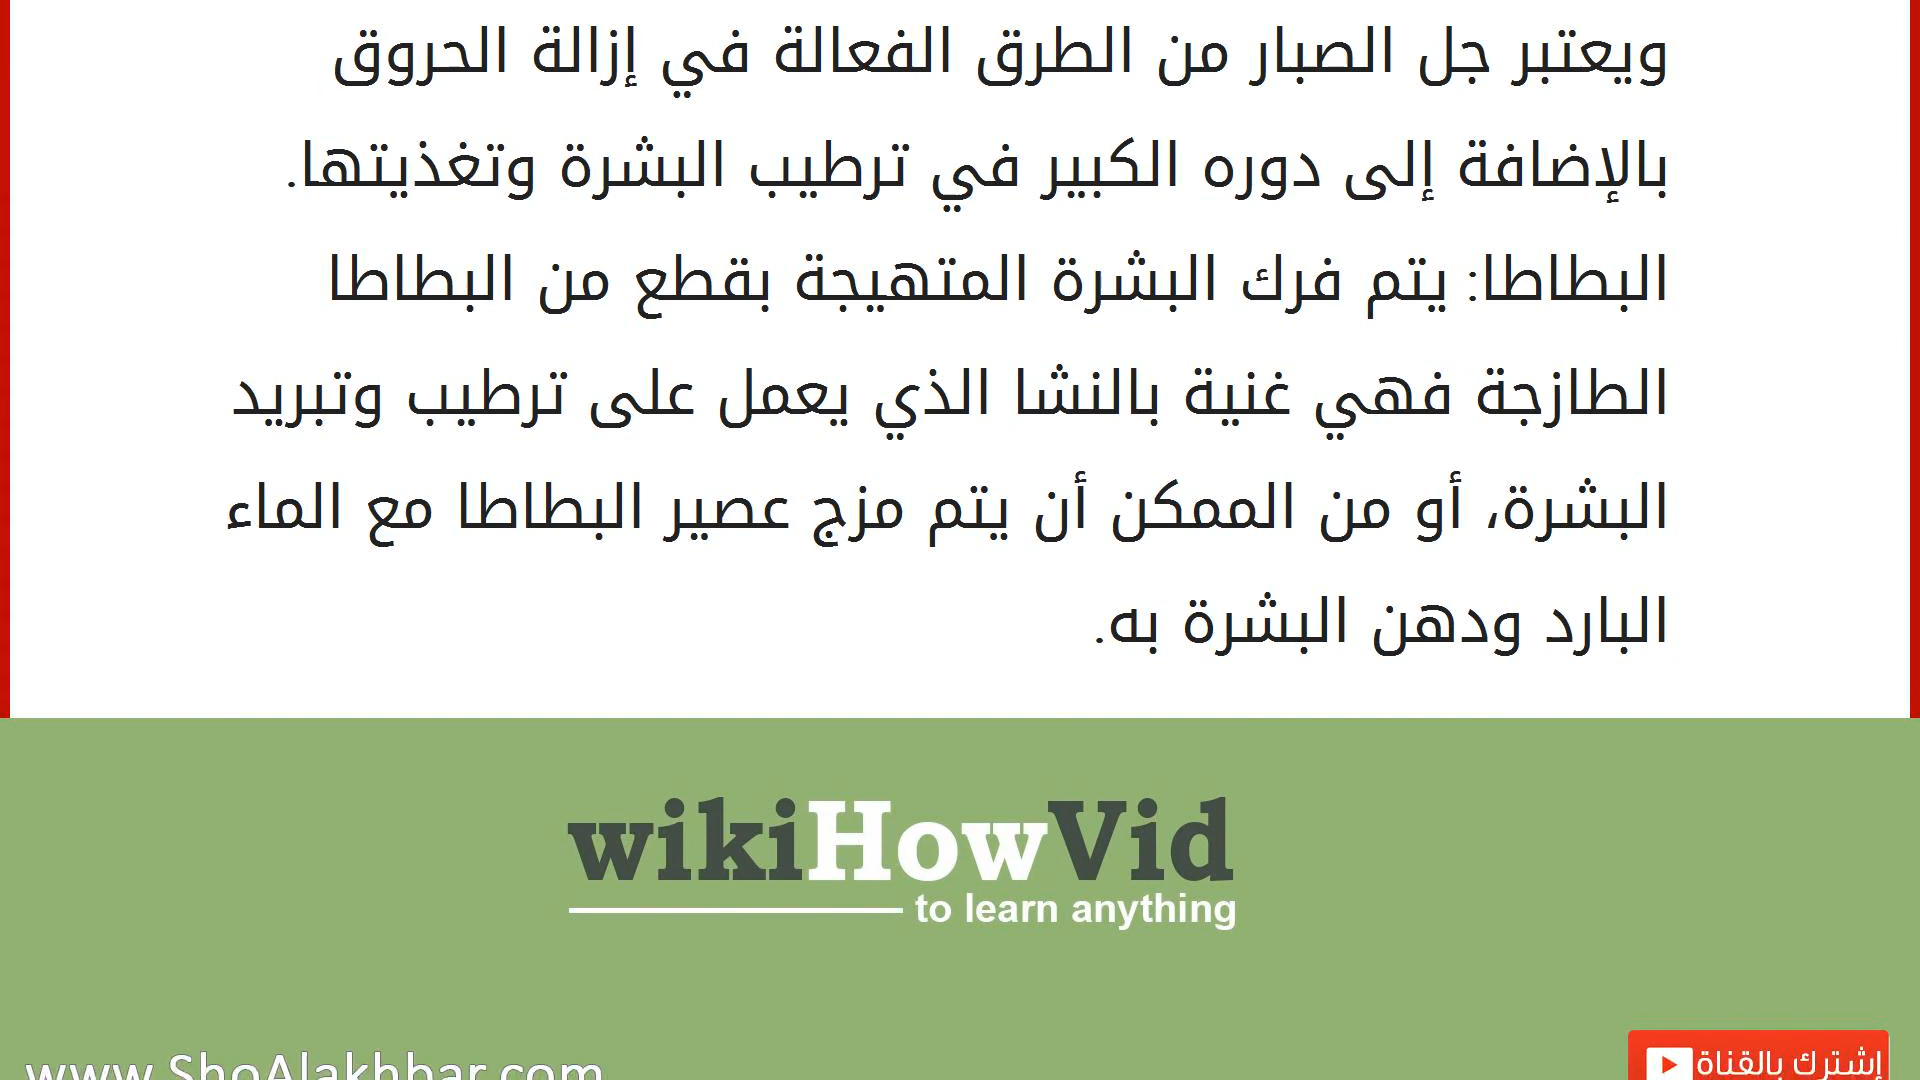 ويعتبر جل الصبار من الطرق الفعالة في إزالة الحروق
بالإضافة إلى دوره الكبير في ترطيب البشرة وتغذيتها.
البطاطا: يتم فرك البشرة المتهيجة بقطع من البطاطا
الطازجة فهي غنية بالنشا الذي يعمل على ترطيب وتبريد
البشرة، أو من الممكن أن يتم مزج عصير البطاطا مع الماء
البارد ودهن البشرة به.
wikiHowVid
to learn anything
www.ShoAlakhbar.com
إشترك بالقناة